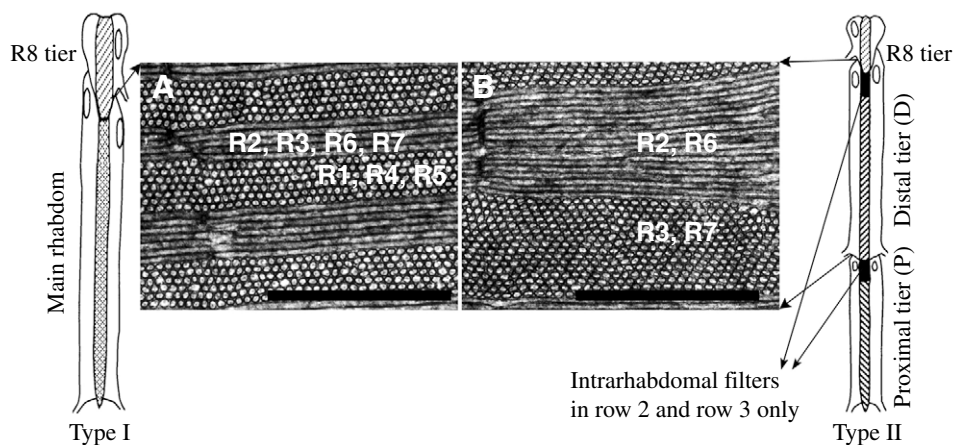 R8 tier
Main rhabdom
Type I
A
R2, R3, R6, R7
R1, R4, R5
B
R2, R6
R3, R7
R8 tier
Distal tier (D)
Proximal tier (P)
Intrarhabdomal filters
in row 2 and row 3 only
Type II